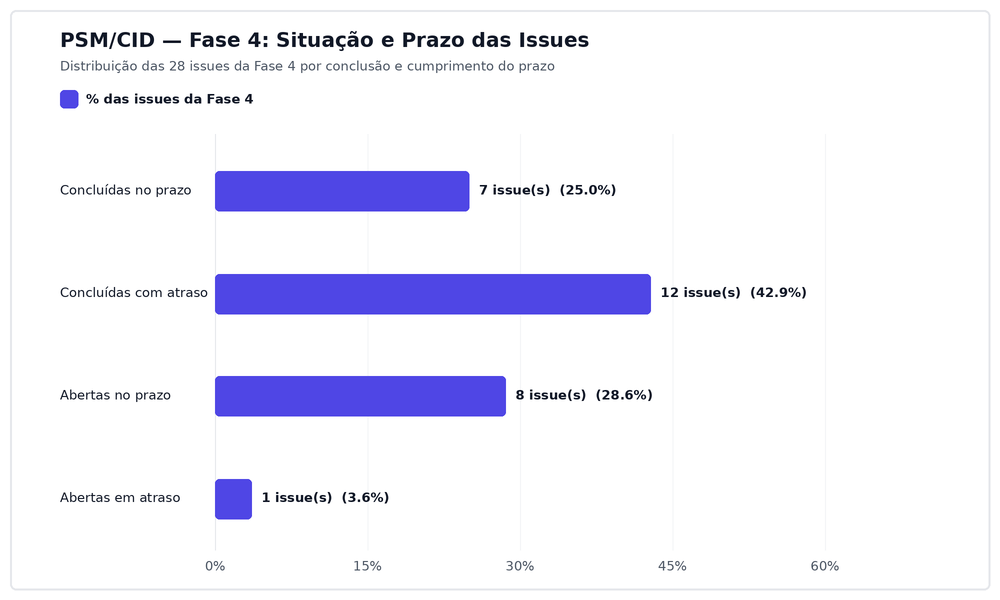 PSM/CID — Fase 4: Situação e Prazo das Issues
Distribuição das 28 issues da Fase 4 por conclusão e cumprimento do prazo
% das issues da Fase 4
Concluídas no prazo 7 issue(s) (25.0%)
Concluídas com atraso 12 issue(s) (42.9%)
Abertas no prazo 8 issue(s) (28.6%)
Abertas em atraso 1 issue(s) (3.6%)
0% 15% 30% 45% 60%